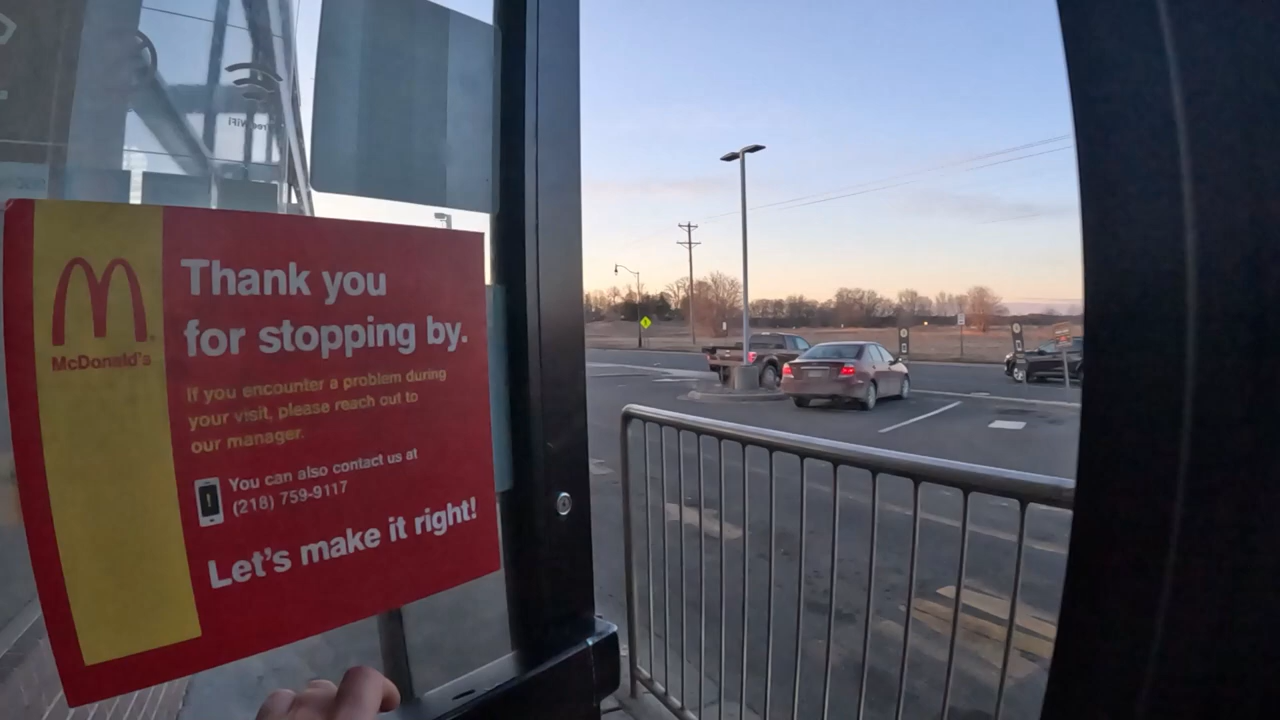 McDonald's
Thank you
for stopping by.
If you encounter a problem during
your visit, please reach out to
our manager.
You can also contact us at
(218) 759-9117
Let's make it right!